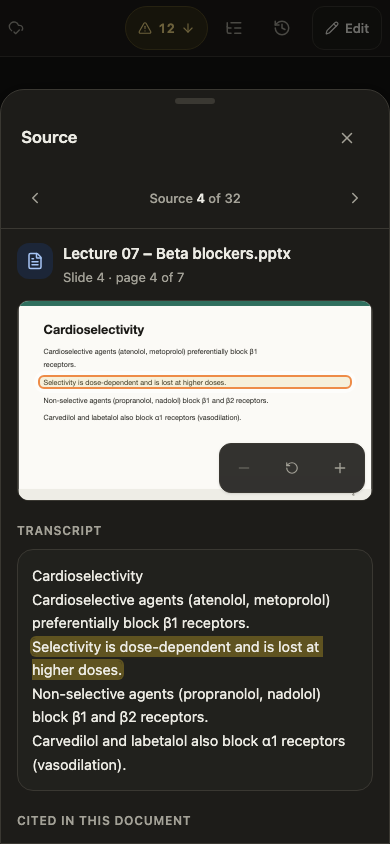 12
Edit
Source
Source 4 of 32
Lecture 07 – Beta blockers.pptx
Slide 4 · page 4 of 7
Cardioselectivity
Cardioselective agents (atenolol, metoprolol) preferentially block β1
receptors.
Selectivity is dose-dependent and is lost at higher doses.
Non-selective agents (propranolol, nadolol) block β1 and β2 receptors.
Carvedilol and labetalol also block α1 receptors (vasodilation).
TRANSCRIPT
Cardioselectivity
Cardioselective agents (atenolol, metoprolol)
preferentially block β1 receptors.
Selectivity is dose-dependent and is lost at
higher doses.
Non-selective agents (propranolol, nadolol)
block β1 and β2 receptors.
Carvedilol and labetalol also block α1 receptors
(vasodilation).
CITED IN THIS DOCUMENT